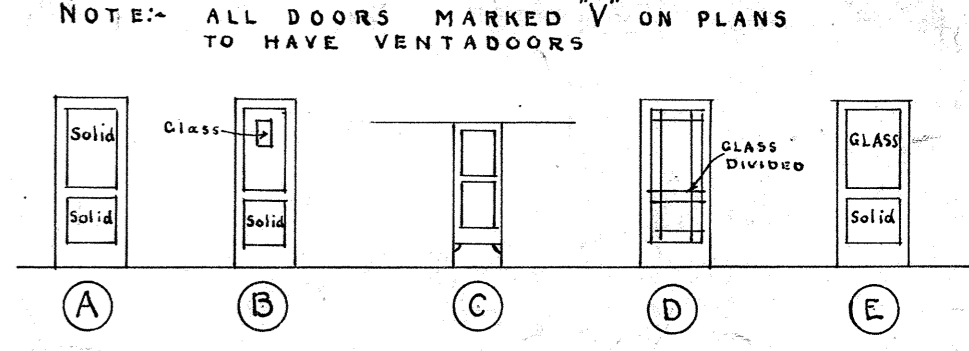 NOTE:- ALL DOORS MARKED "V" ON PLANS
TO HAVE VENTADOORS
Solid
Solid
Glass
Solid
GLASS
DIVIDED
GLASS
Solid
A
B
C
D
E